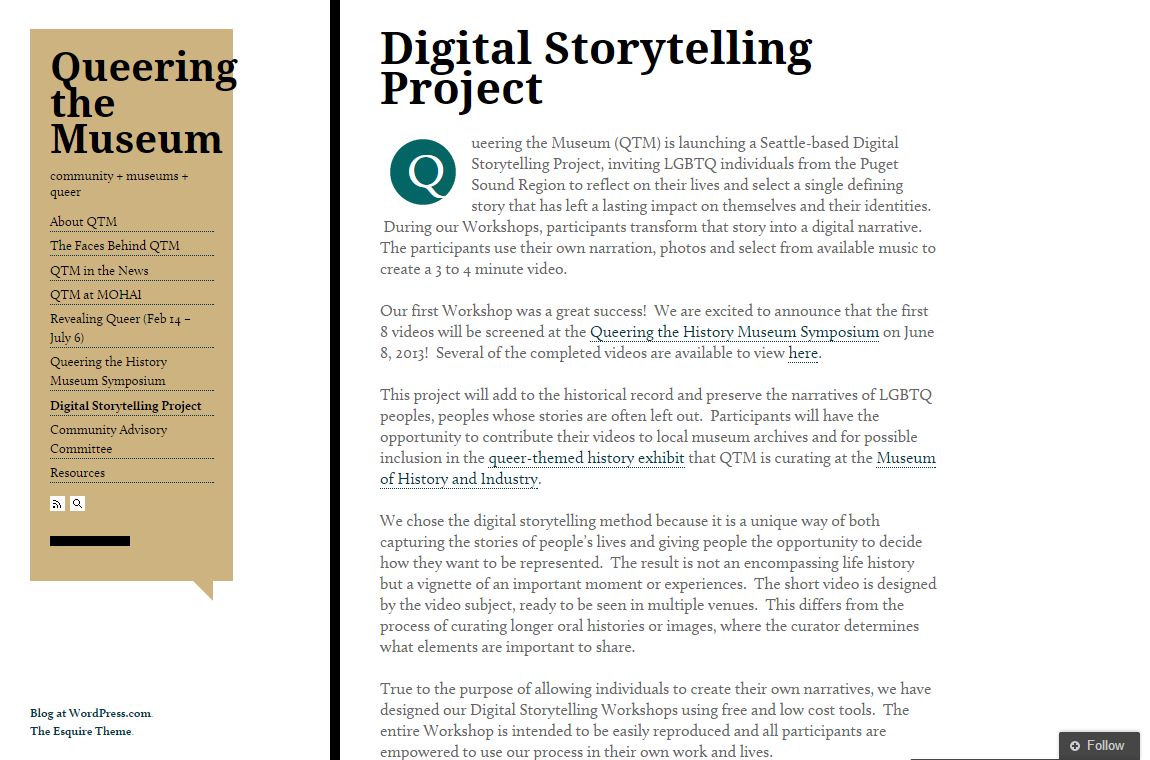 Queering
the
Museum
community + museums +
queer
About QTM
The Faces Behind QTM
QTM in the News
QTM at MOHAI
Revealing Queer (Feb 14 –
July 6)
Queering the History
Museum Symposium
Digital Storytelling Project
Community Advisory
Committee
Resources
Blog at WordPress.com.
The Esquire Theme.
Digital Storytelling
Project
Queering the Museum (QTM) is launching a Seattle-based Digital
Storytelling Project, inviting LGBTQ individuals from the Puget
Sound Region to reflect on their lives and select a single defining
story that has left a lasting impact on themselves and their identities.
During our Workshops, participants transform that story into a digital narrative.
The participants use their own narration, photos and select from available music to
create a 3 to 4 minute video.
Our first Workshop was a great success!  We are excited to announce that the first
8 videos will be screened at the Queering the History Museum Symposium on June
8, 2013!  Several of the completed videos are available to view here.
This project will add to the historical record and preserve the narratives of LGBTQ
peoples, peoples whose stories are often left out.  Participants will have the
opportunity to contribute their videos to local museum archives and for possible
inclusion in the queer-themed history exhibit that QTM is curating at the Museum
of History and Industry.
We chose the digital storytelling method because it is a unique way of both
capturing the stories of people's lives and giving people the opportunity to decide
how they want to be represented.  The result is not an encompassing life history
but a vignette of an important moment or experiences.  The short video is designed
by the video subject, ready to be seen in multiple venues.  This differs from the
process of curating longer oral histories or images, where the curator determines
what elements are important to share.
True to the purpose of allowing individuals to create their own narratives, we have
designed our Digital Storytelling Workshops using free and low cost tools.  The
entire Workshop is intended to be easily reproduced and all participants are
empowered to use our process in their own work and lives.
Follow